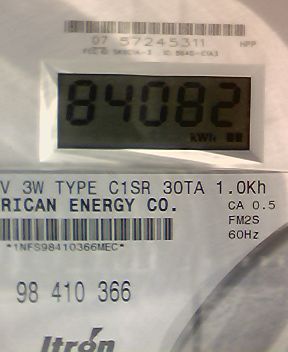 07 57245311 HPP
84082
kWh
V 3W TYPE C1SR 30TA 1.0Kh
RICAN ENERGY CO. CA 0.5
FM2S
*1NFS98410366MEC* 60Hz
98 410 366
Itron